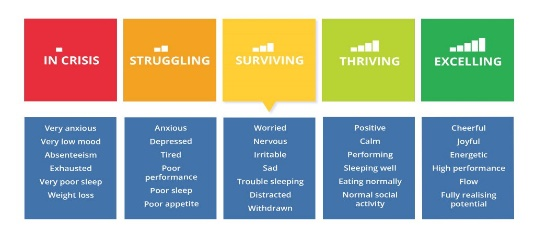 IN CRISIS
STRUGGLING
SURVIVING
THRIVING
EXCELLING
Very anxious
Very low mood
Absenteeism
Exhausted
Very poor sleep
Weight loss
Anxious
Depressed
Tired
Poor
performance
Poor sleep
Poor appetite
Worried
Nervous
Irritable
Sad
Trouble sleeping
Distracted
Withdrawn
Positive
Calm
Performing
Sleeping well
Eating normally
Normal social
activity
Cheerful
Joyful
Energetic
High performance
Flow
Fully realising
potential